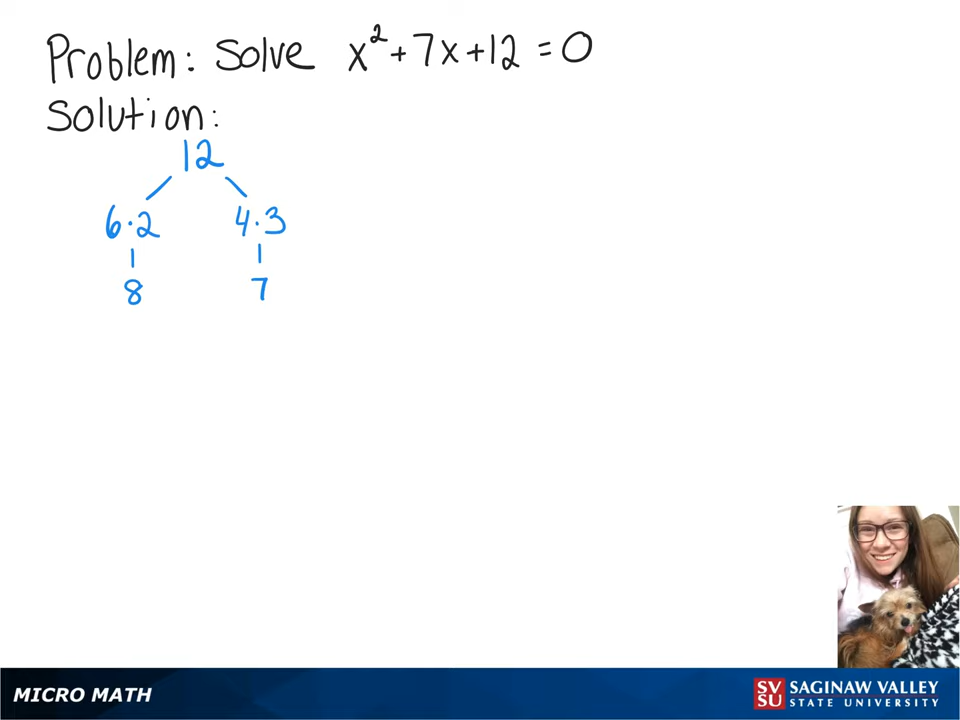 Problem: Solve x² + 7x + 12 = 0
Solution:
12
6·2 4·3
8 7
MICRO MATH
SV SU SAGINAW VALLEY
STATE UNIVERSITY